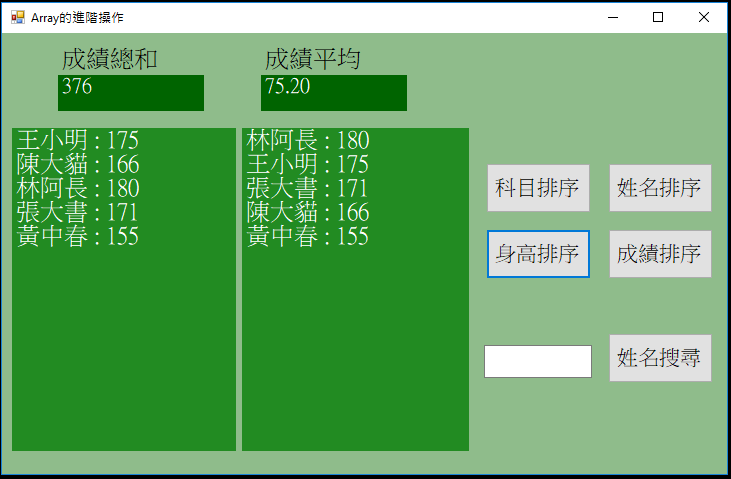 Array的進階操作
成績總和
376
成績平均
75.20
王小明 : 175
陳大貓 : 166
林阿長 : 180
張大書 : 171
黃中春 : 155
林阿長 : 180
王小明 : 175
張大書 : 171
陳大貓 : 166
黃中春 : 155
科目排序
姓名排序
身高排序
成績排序
姓名搜尋